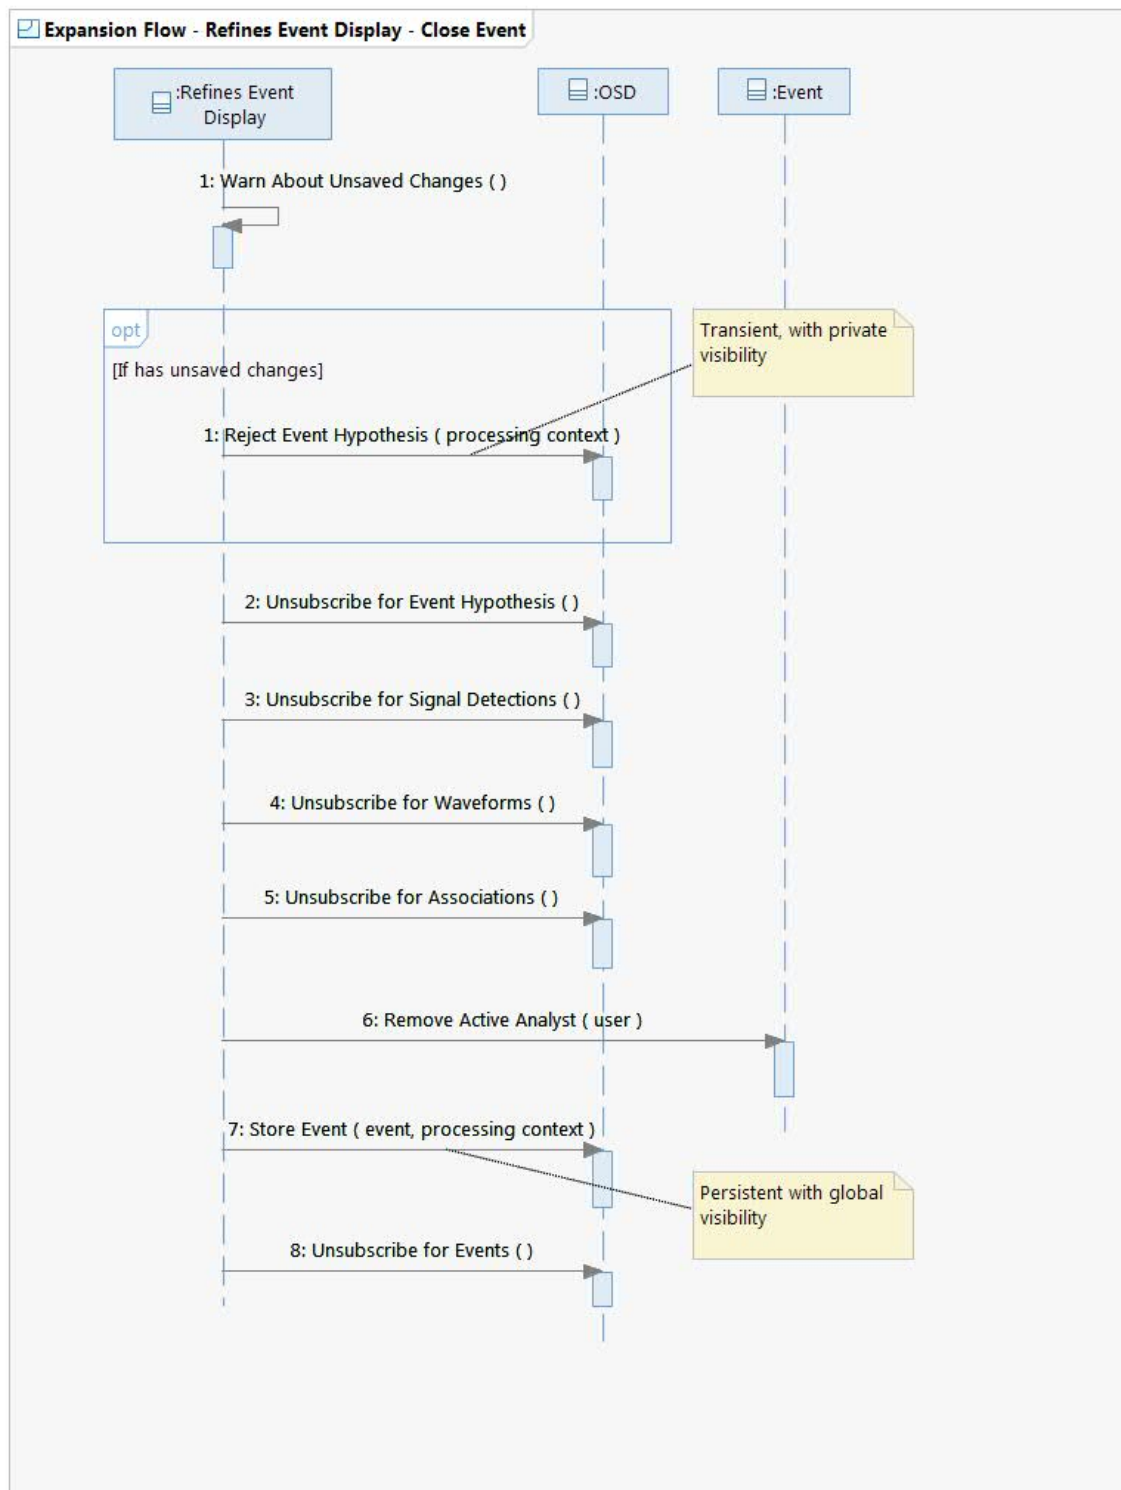 Expansion Flow - Refines Event Display - Close Event
:Refines Event
Display
:OSD
:Event
1: Warn About Unsaved Changes ( )
opt
[If has unsaved changes]
Transient, with private
visibility
1: Reject Event Hypothesis ( processing context )
2: Unsubscribe for Event Hypothesis ( )
3: Unsubscribe for Signal Detections ( )
4: Unsubscribe for Waveforms ( )
5: Unsubscribe for Associations ( )
6: Remove Active Analyst ( user )
7: Store Event ( event, processing context )
Persistent with global
visibility
8: Unsubscribe for Events ( )